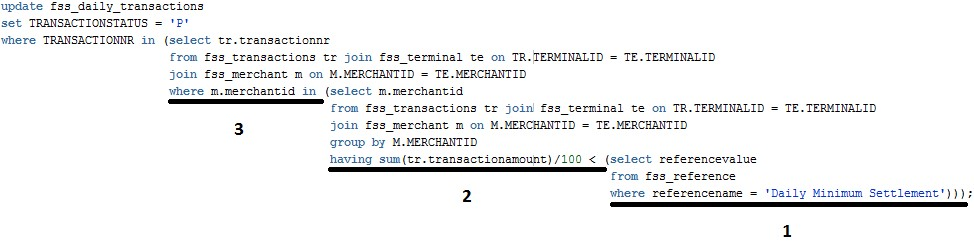 update fss_daily_transactions
set TRANSACTIONSTATUS = 'P'
where TRANSACTIONNR in (select tr.transactionnr
from fss_transactions tr join fss_terminal te on TR.TERMINALID = TE.TERMINALID
join fss_merchant m on M.MERCHANTID = TE.MERCHANTID
where m.merchantid in (select m.merchantid
from fss_transactions tr join fss_terminal te on TR.TERMINALID = TE.TERMINALID
join fss_merchant m on M.MERCHANTID = TE.MERCHANTID
group by M.MERCHANTID
having sum(tr.transactionamount)/100 < (select referencevalue
from fss_reference
where referencename = 'Daily Minimum Settlement')));
3
2
1